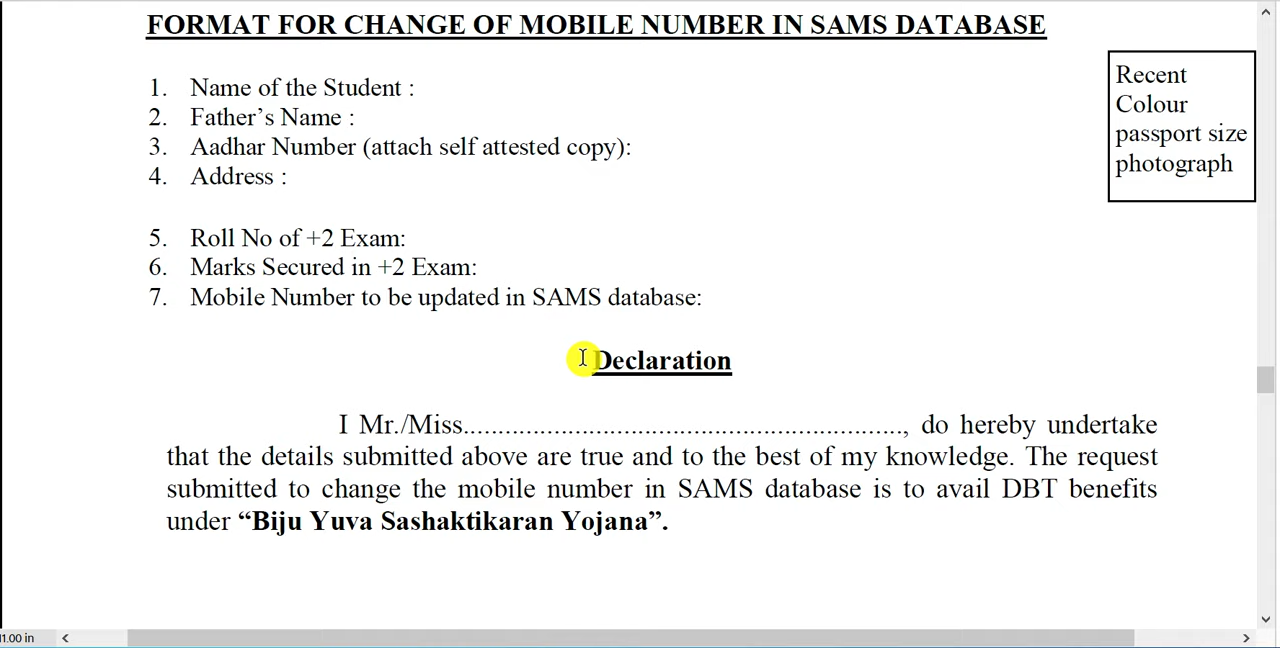 FORMAT FOR CHANGE OF MOBILE NUMBER IN SAMS DATABASE
Recent
Colour
passport size
photograph
1. Name of the Student :
2. Father’s Name :
3. Aadhar Number (attach self attested copy):
4. Address :
5. Roll No of +2 Exam:
6. Marks Secured in +2 Exam:
7. Mobile Number to be updated in SAMS database:
Declaration
I Mr./Miss..............................................................., do hereby undertake
that the details submitted above are true and to the best of my knowledge. The request
submitted to change the mobile number in SAMS database is to avail DBT benefits
under “Biju Yuva Sashaktikaran Yojana”.
11.00 in